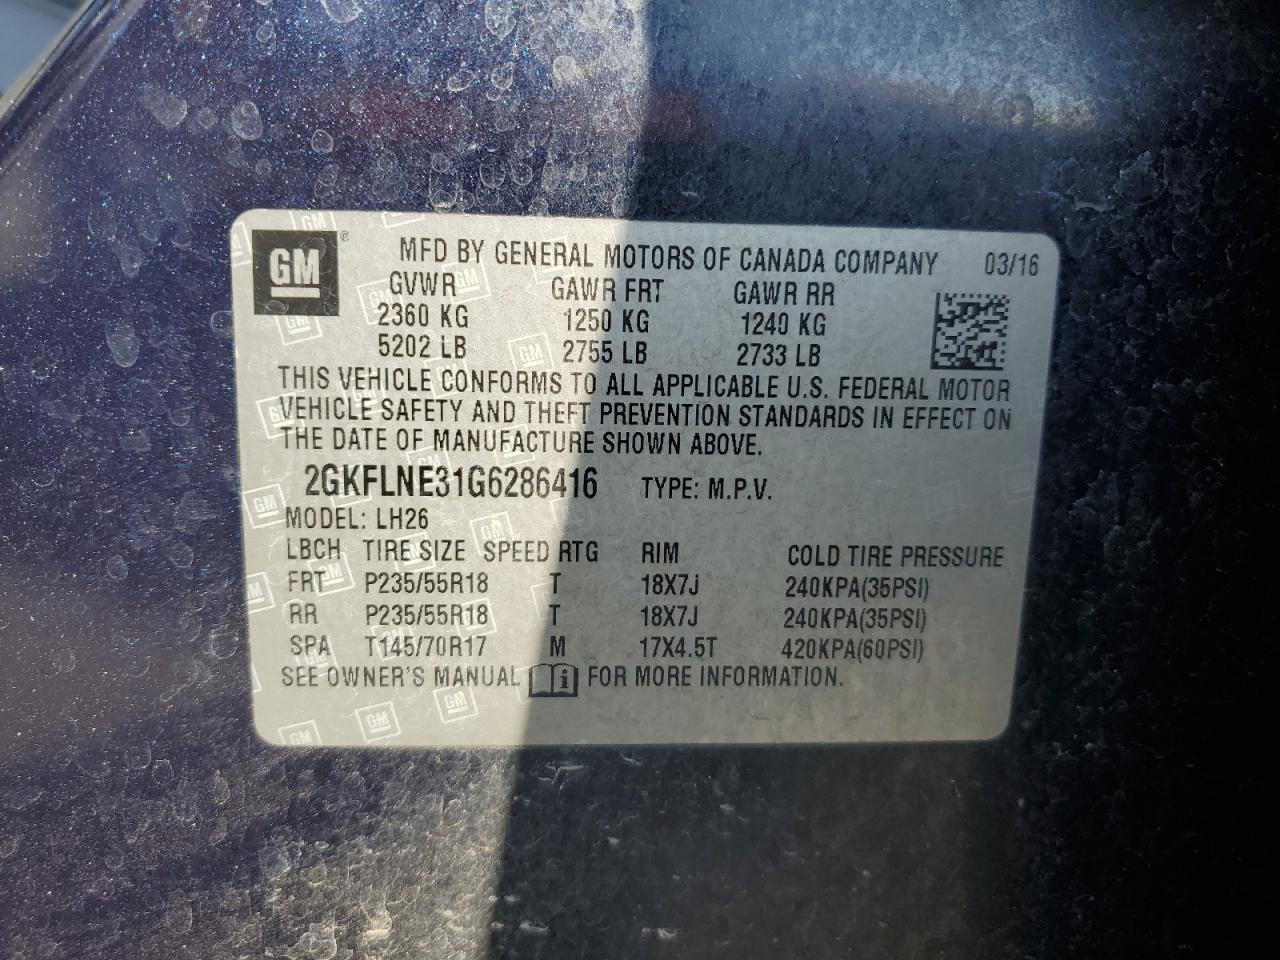 GM ® MFD BY GENERAL MOTORS OF CANADA COMPANY 03/16
GVWR GAWR FRT GAWR RR
2360 KG 1250 KG 1240 KG
5202 LB 2755 LB 2733 LB
THIS VEHICLE CONFORMS TO ALL APPLICABLE U.S. FEDERAL MOTOR
VEHICLE SAFETY AND THEFT PREVENTION STANDARDS IN EFFECT ON
THE DATE OF MANUFACTURE SHOWN ABOVE.
2GKFLNE31G6286416 TYPE: M.P.V.
MODEL: LH26
LBCH TIRE SIZE SPEED RTG RIM COLD TIRE PRESSURE
FRT P235/55R18 T 18X7J 240KPA(35PSI)
RR P235/55R18 T 18X7J 240KPA(35PSI)
SPA T145/70R17 M 17X4.5T 420KPA(60PSI)
SEE OWNER'S MANUAL i FOR MORE INFORMATION.